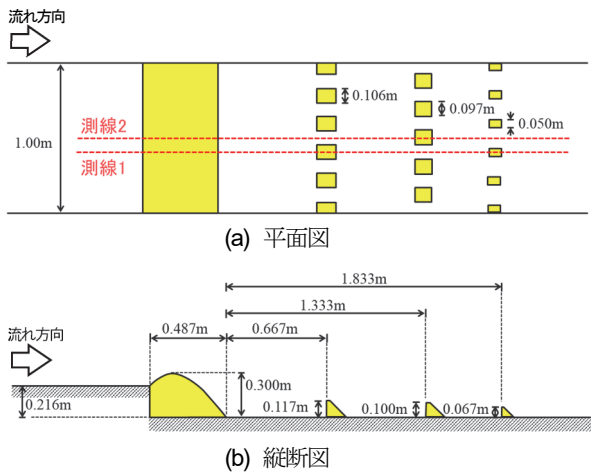 流れ方向
0.106m
0.097m
0.050m
1.00m
測線2
測線1
(a) 平面図
1.833m
1.333m
流れ方向
0.487m
0.667m
0.300m
0.216m
0.117m
0.100m
0.067m
(b) 縦断図